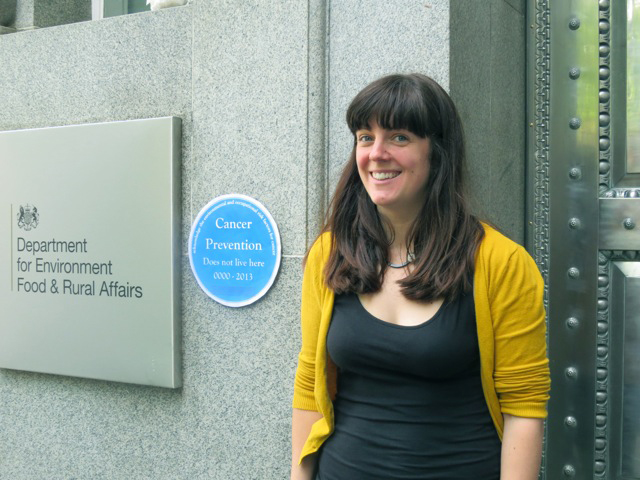 Department
for Environment
Food & Rural Affairs
Cancer
Prevention
Does not live here
0000 - 2013